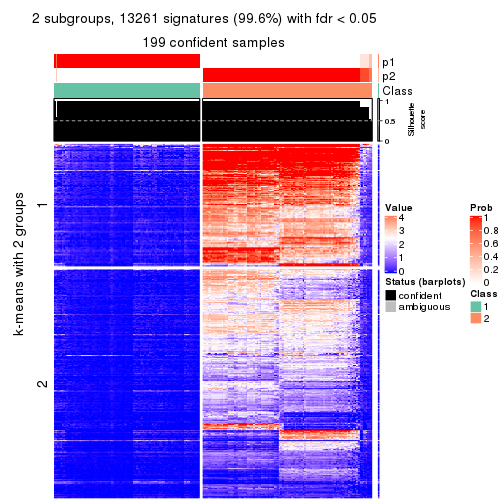 2 subgroups, 13261 signatures (99.6%) with fdr < 0.05
199 confident samples
p1
p2
Class
1
0.5
0
Silhouette
score
k-means with 2 groups
1
2
Value
4
3
2
1
0
Prob
1
0.8
0.6
0.4
0.2
0
Status (barplots)
confident
ambiguous
Class
1
2